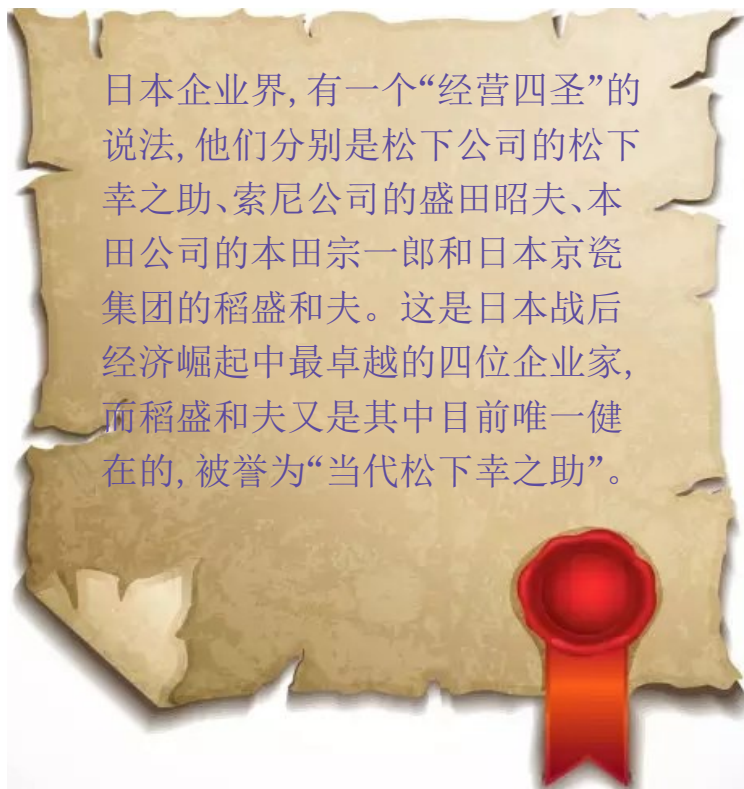 日本企业界,有一个“经营四圣”的
说法,他们分别是松下公司的松下
幸之助、索尼公司的盛田昭夫、本
田公司的本田宗一郎和日本京瓷
集团的稻盛和夫。这是日本战后
经济崛起中最卓越的四位企业家,
而稻盛和夫又是其中目前唯一健
在的,被誉为“当代松下幸之助”。